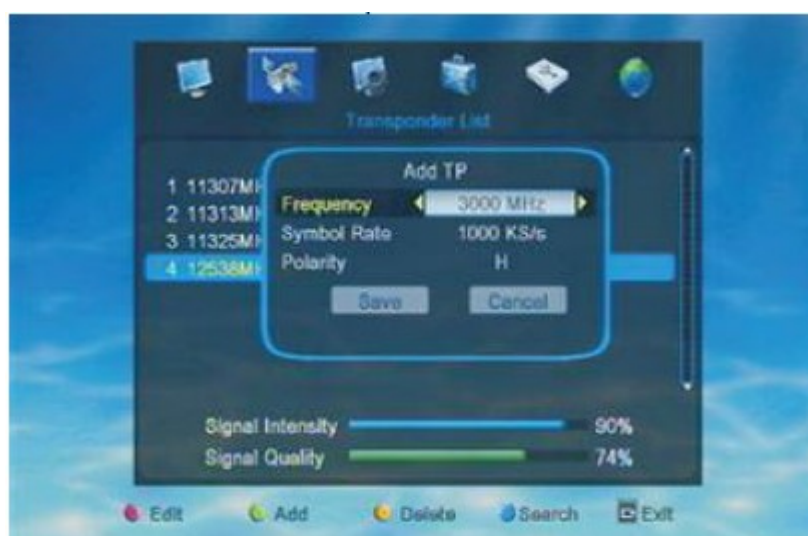 Transponder List
Add TP
1 11307MH
Frequency 3000 MHz
2 11313MH
Symbol Rate 1000 KS/s
3 11325MH
Polarity H
4 12538MH
Save Cancel
Signal Intensity 90%
Signal Quality 74%
Edit Add Delete Search Exit